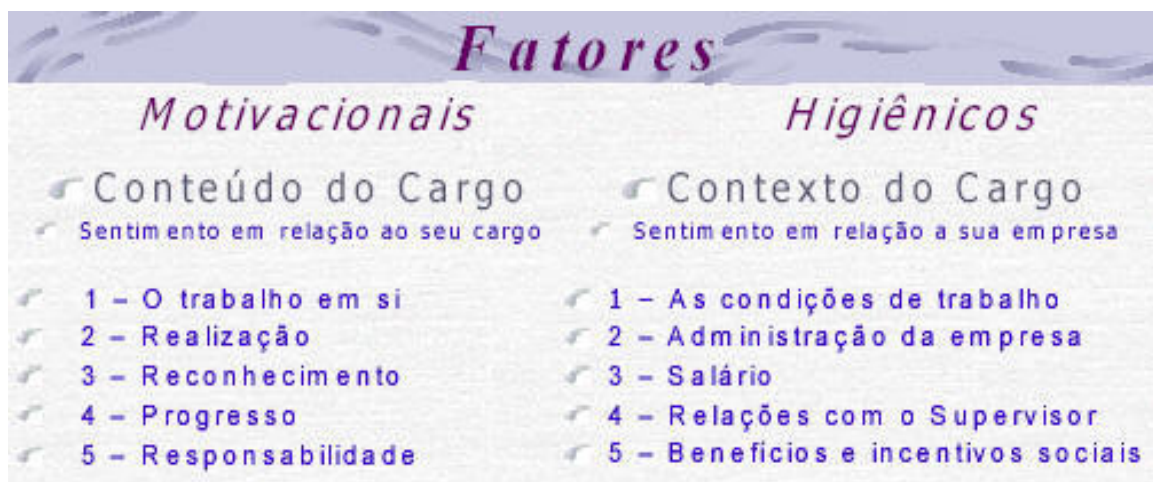 Fatores
Motivacionais
Conteúdo do Cargo
Sentimento em relação ao seu cargo
1 – O trabalho em si
2 – Realização
3 – Reconhecimento
4 – Progresso
5 – Responsabilidade
Higiênicos
Contexto do Cargo
Sentimento em relação a sua empresa
1 – As condições de trabalho
2 – Administração da empresa
3 – Salário
4 – Relações com o Supervisor
5 – Beneficios e incentivos sociais